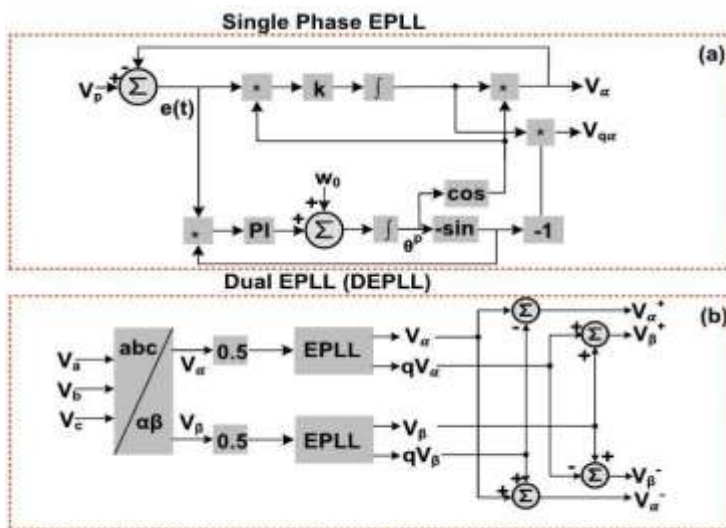 Single Phase EPLL
(a)
- + Σ
Vp
e(t)
* k ∫ * Vα
* Vqα
w₀
cos
+ +
* PI Σ ∫ θᵖ -sin -1
Dual EPLL (DEPLL)
(b)
abc
αβ
Va
Vb
Vc
Vα 0.5 EPLL Vα
qVα
Vβ 0.5 EPLL Vβ
qVβ
Σ - Vα⁺
+ + Σ Vβ⁺
- + Σ Vβ⁻
+ + Σ Vα⁻